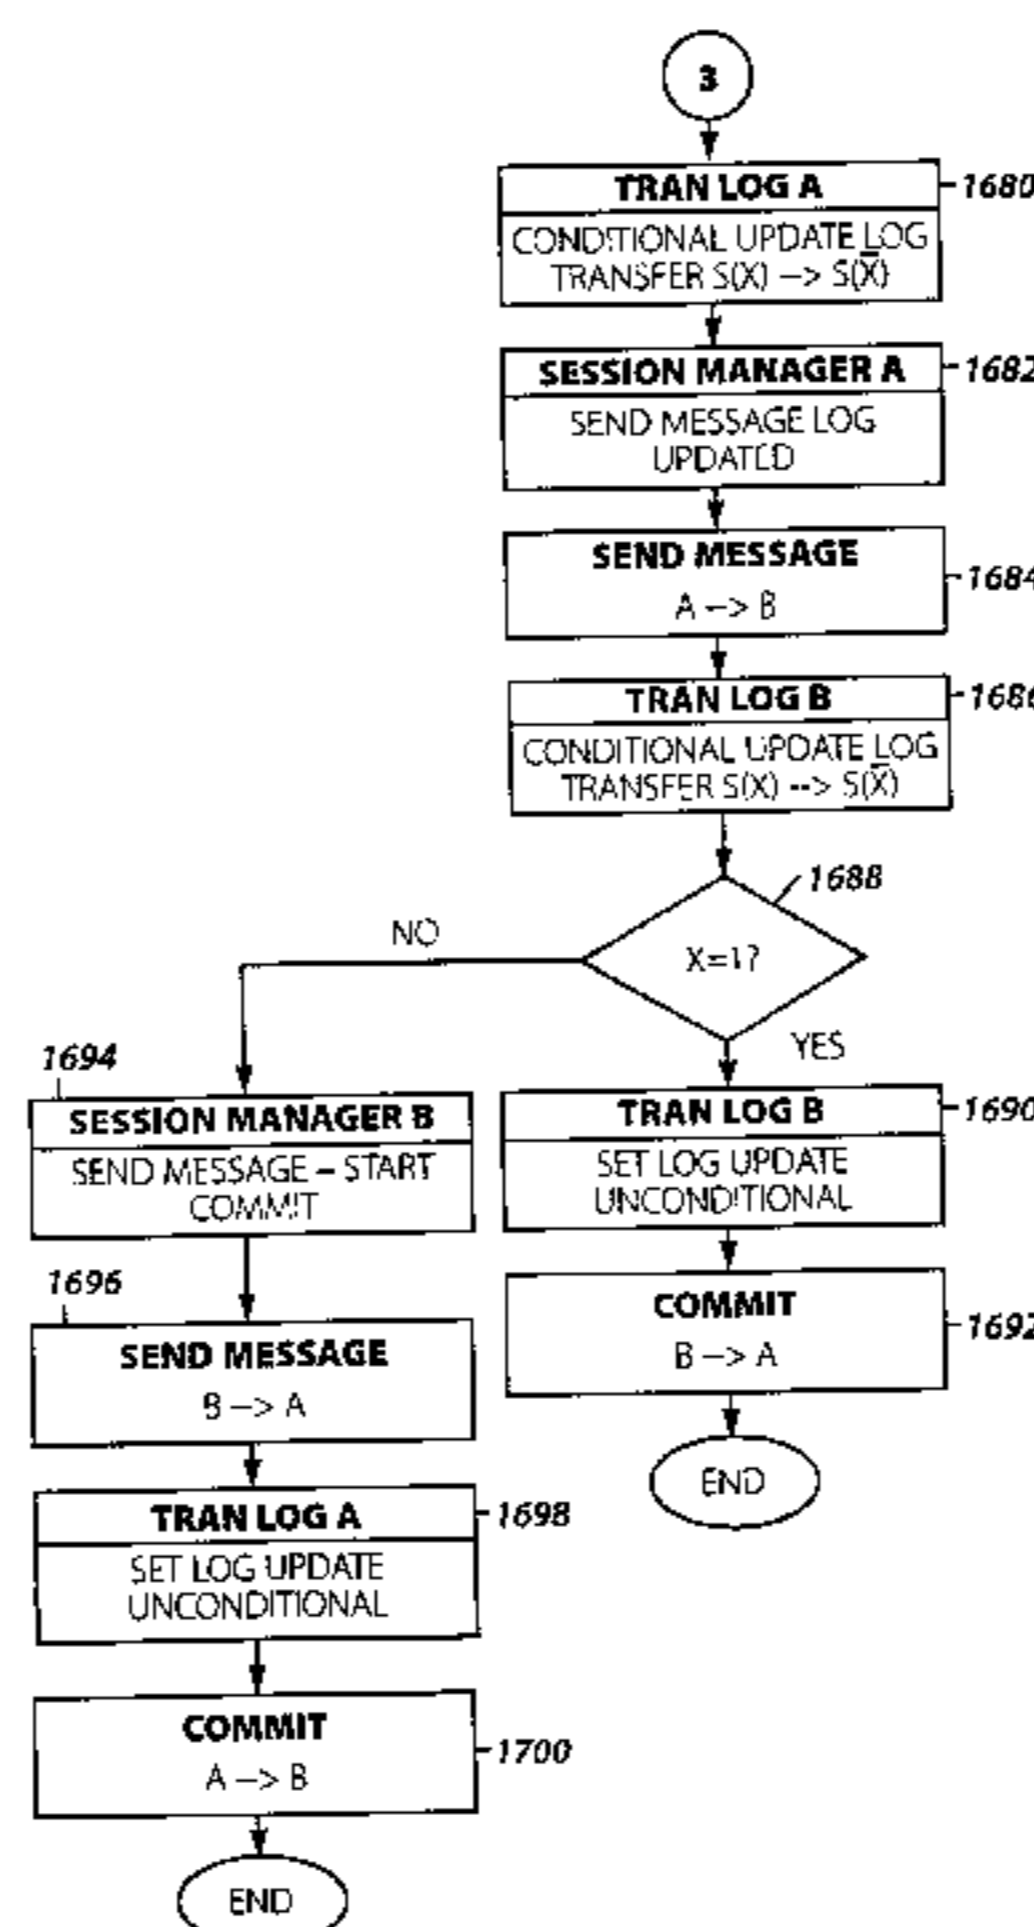 3
TRAN LOG A
1680
CONDITIONAL UPDATE LOG
TRANSFER S(X) —> S(X̅)
SESSION MANAGER A
1682
SEND MESSAGE LOG
UPDATED
SEND MESSAGE
1684
A —> B
TRAN LOG B
1686
CONDITIONAL UPDATE LOG
TRANSFER S(X) --> S(X̅)
1688
X=1?
NO
YES
1694
SESSION MANAGER B
SEND MESSAGE – START
COMMIT
1696
SEND MESSAGE
B —> A
TRAN LOG A
1698
SET LOG UPDATE
UNCONDITIONAL
COMMIT
A —> B
1700
END
TRAN LOG B
1690
SET LOG UPDATE
UNCONDITIONAL
COMMIT
B —> A
1692
END